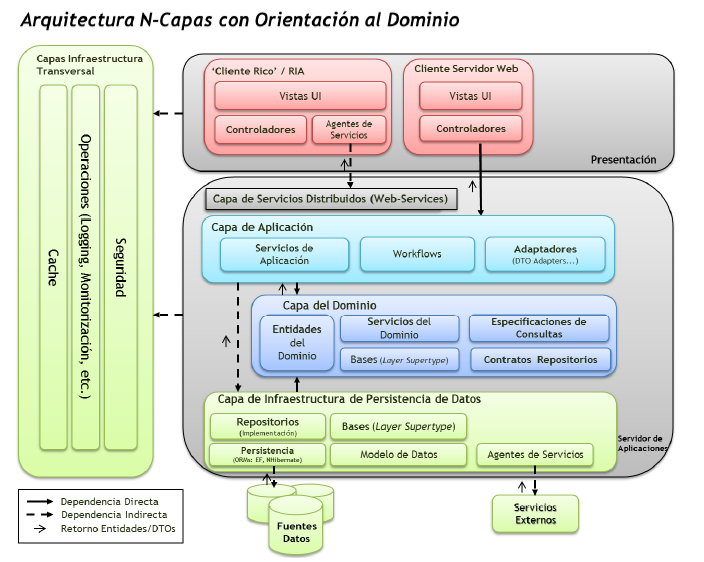 Arquitectura N-Capas con Orientación al Dominio
Capas Infraestructura
Transversal
Cache
Operaciones (Logging, Monitorización, etc.)
Seguridad
'Cliente Rico' / RIA
Vistas UI
Controladores
Agentes de
Servicios
Cliente Servidor Web
Vistas UI
Controladores
Presentación
Capa de Servicios Distribuidos (Web-Services)
Capa de Aplicación
Servicios de
Aplicación
Workflows
Adaptadores
(DTO Adapters...)
Capa del Dominio
Entidades
del
Dominio
Servicios del
Dominio
Especificaciones de
Consultas
Bases (Layer Supertype)
Contratos Repositorios
Capa de Infraestructura de Persistencia de Datos
Repositorios
(Implementación)
Bases (Layer Supertype)
Persistencia
(ORMs: EF, NHibernate)
Modelo de Datos
Agentes de Servicios
Servidor de
Aplicaciones
Fuentes
Datos
Servicios
Externos
Dependencia Directa
Dependencia Indirecta
Retorno Entidades/DTOs